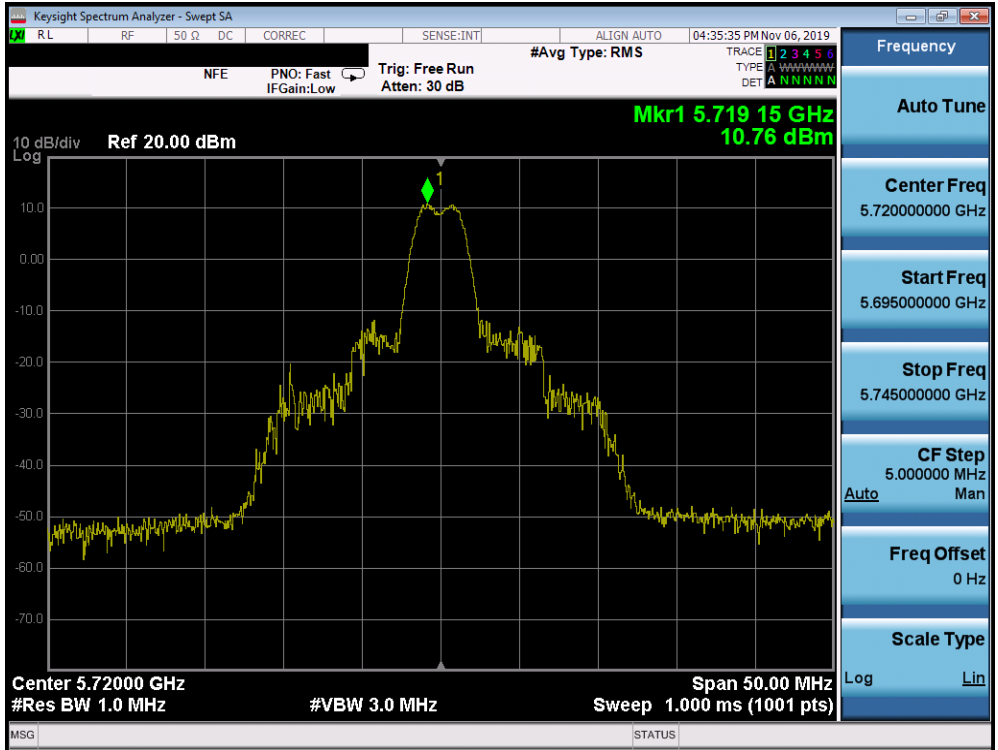 Keysight Spectrum Analyzer - Swept SA
LXI RL RF 50 Ω DC CORREC SENSE:INT ALIGN AUTO 04:35:35 PM Nov 06, 2019
#Avg Type: RMS
TRACE 1 2 3 4 5 6
TYPE A WWWWW
DET A N N N N N
NFE PNO: Fast Trig: Free Run
IFGain:Low Atten: 30 dB
Mkr1 5.719 15 GHz
10.76 dBm
10 dB/div Ref 20.00 dBm
Log
1
10.0
0.00
-10.0
-20.0
-30.0
-40.0
-50.0
-60.0
-70.0
Center 5.72000 GHz Span 50.00 MHz
#Res BW 1.0 MHz #VBW 3.0 MHz Sweep 1.000 ms (1001 pts)
MSG STATUS
Frequency
Auto Tune
Center Freq
5.720000000 GHz
Start Freq
5.695000000 GHz
Stop Freq
5.745000000 GHz
CF Step
5.000000 MHz
Auto Man
Freq Offset
0 Hz
Scale Type
Log Lin